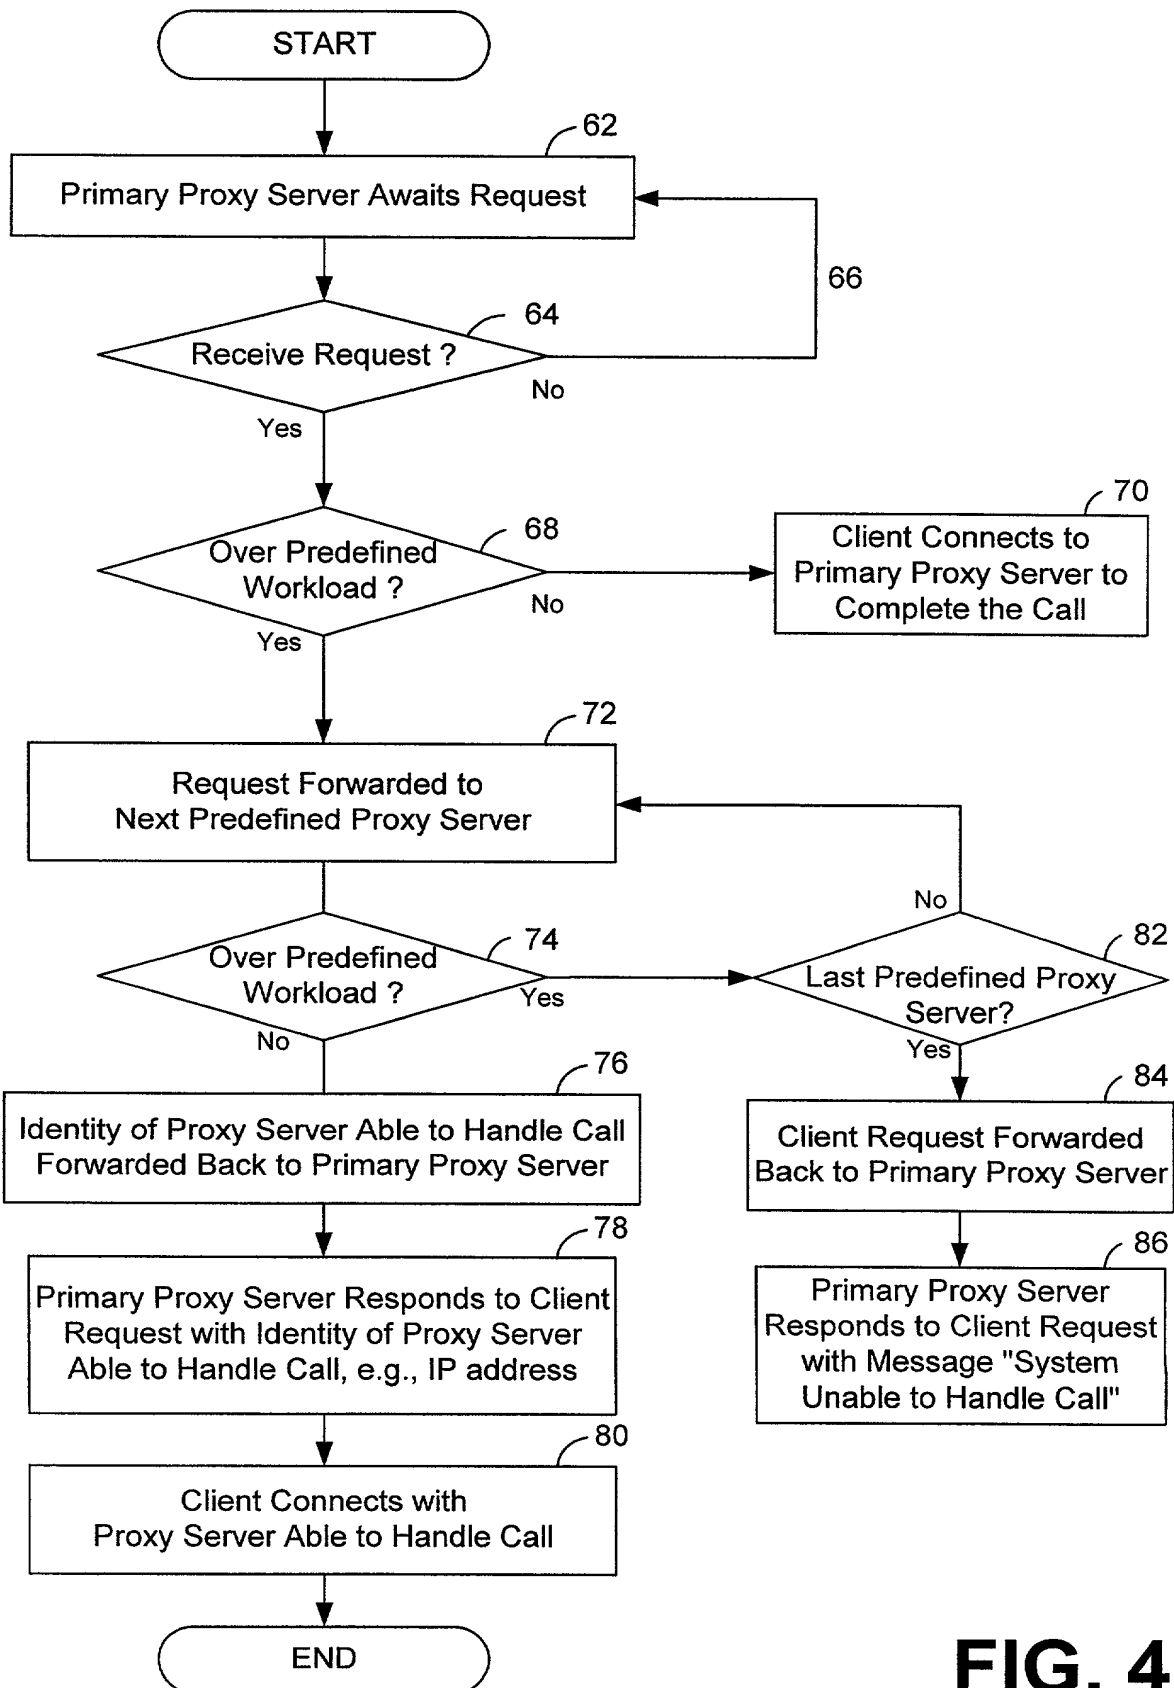 START
62
Primary Proxy Server Awaits Request
66
64
Receive Request ?
No
Yes
68
Over Predefined
Workload ?
No
Yes
70
Client Connects to
Primary Proxy Server to
Complete the Call
72
Request Forwarded to
Next Predefined Proxy Server
74
Over Predefined
Workload ?
Yes
No
No
82
Last Predefined Proxy
Server?
Yes
76
Identity of Proxy Server Able to Handle Call
Forwarded Back to Primary Proxy Server
84
Client Request Forwarded
Back to Primary Proxy Server
78
Primary Proxy Server Responds to Client
Request with Identity of Proxy Server
Able to Handle Call, e.g., IP address
86
Primary Proxy Server
Responds to Client Request
with Message "System
Unable to Handle Call"
80
Client Connects with
Proxy Server Able to Handle Call
END
FIG. 4